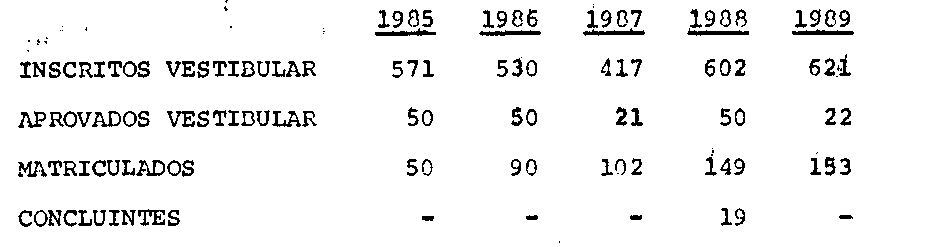 1985 1986 1987 1988 1989
INSCRITOS VESTIBULAR 571 530 417 602 621
APROVADOS VESTIBULAR 50 50 21 50 22
MATRICULADOS 50 90 102 149 153
CONCLUINTES - - - 19 -